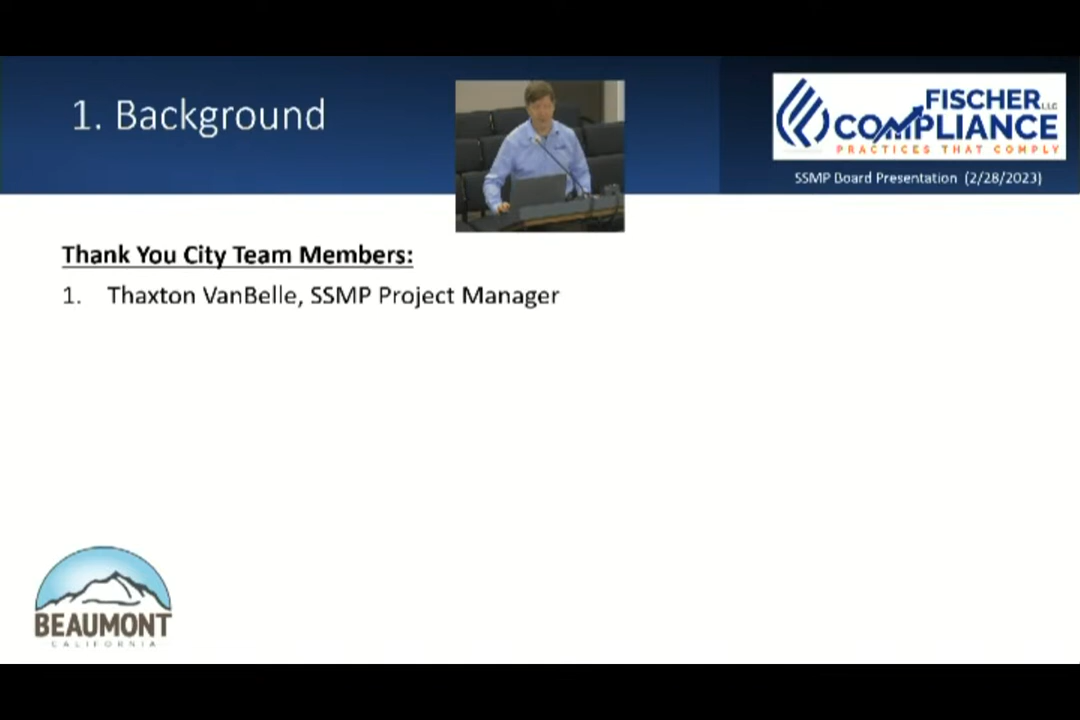 1. Background
FISCHER LLC
COMPLIANCE
PRACTICES THAT COMPLY
SSMP Board Presentation (2/28/2023)
Thank You City Team Members:
1. Thaxton VanBelle, SSMP Project Manager
BEAUMONT
CALIFORNIA